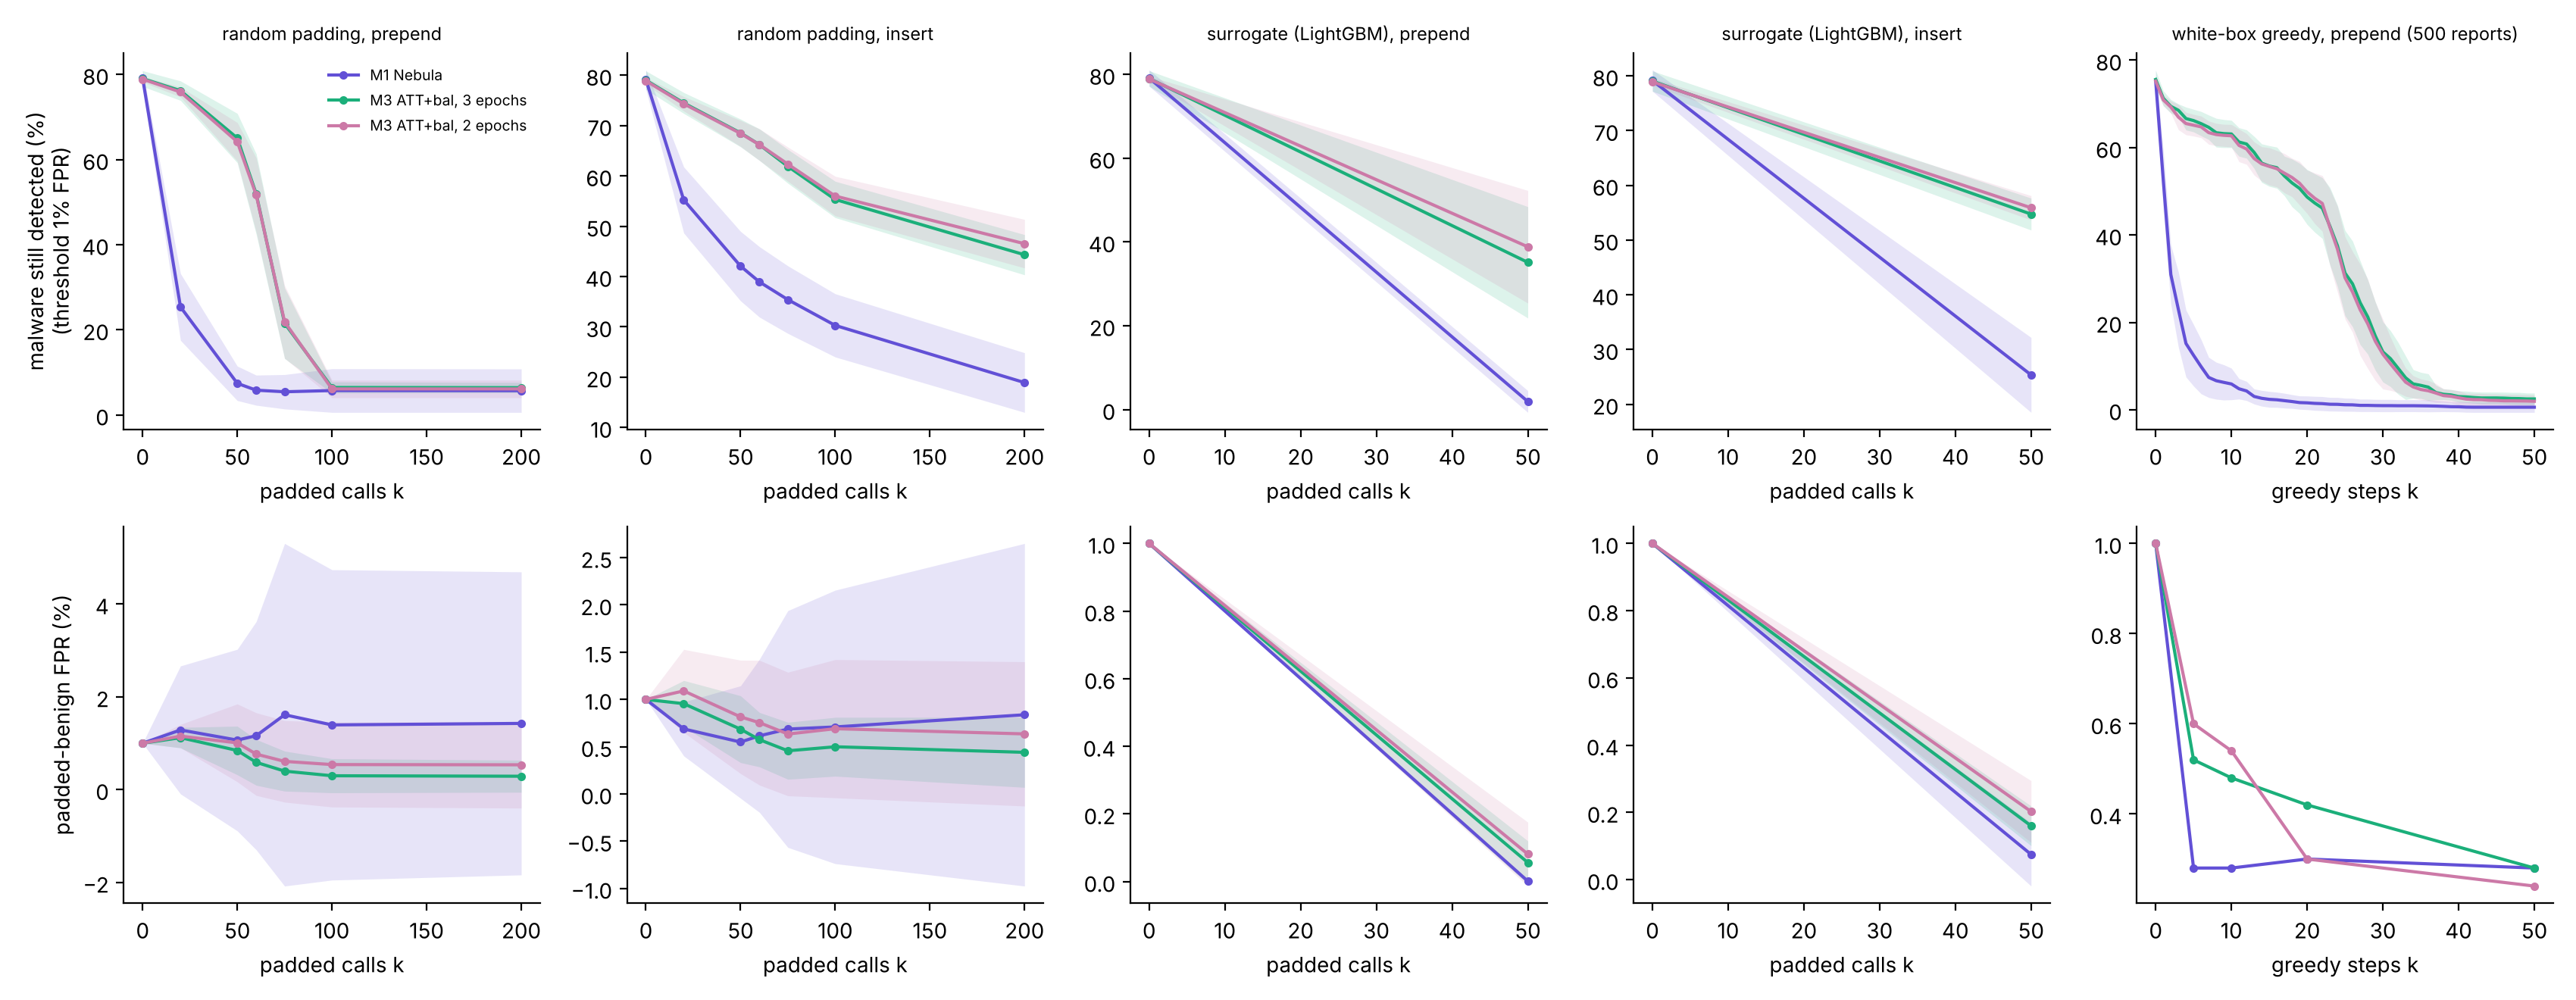 random padding, prepend
random padding, insert
surrogate (LightGBM), prepend
surrogate (LightGBM), insert
white-box greedy, prepend (500 reports)
malware still detected (%)
(threshold 1% FPR)
M1 Nebula
M3 ATT+bal, 3 epochs
M3 ATT+bal, 2 epochs
80
60
40
20
0
0 50 100 150 200
padded calls k
80
70
60
50
40
30
20
10
0 50 100 150 200
padded calls k
80
60
40
20
0
0 10 20 30 40 50
padded calls k
80
70
60
50
40
30
20
0 10 20 30 40 50
padded calls k
80
60
40
20
0
0 10 20 30 40 50
greedy steps k
padded-benign FPR (%)
4
2
0
−2
0 50 100 150 200
padded calls k
2.5
2.0
1.5
1.0
0.5
0.0
−0.5
−1.0
0 50 100 150 200
padded calls k
1.0
0.8
0.6
0.4
0.2
0.0
0 10 20 30 40 50
padded calls k
1.0
0.8
0.6
0.4
0.2
0.0
0 10 20 30 40 50
padded calls k
1.0
0.8
0.6
0.4
0 10 20 30 40 50
greedy steps k